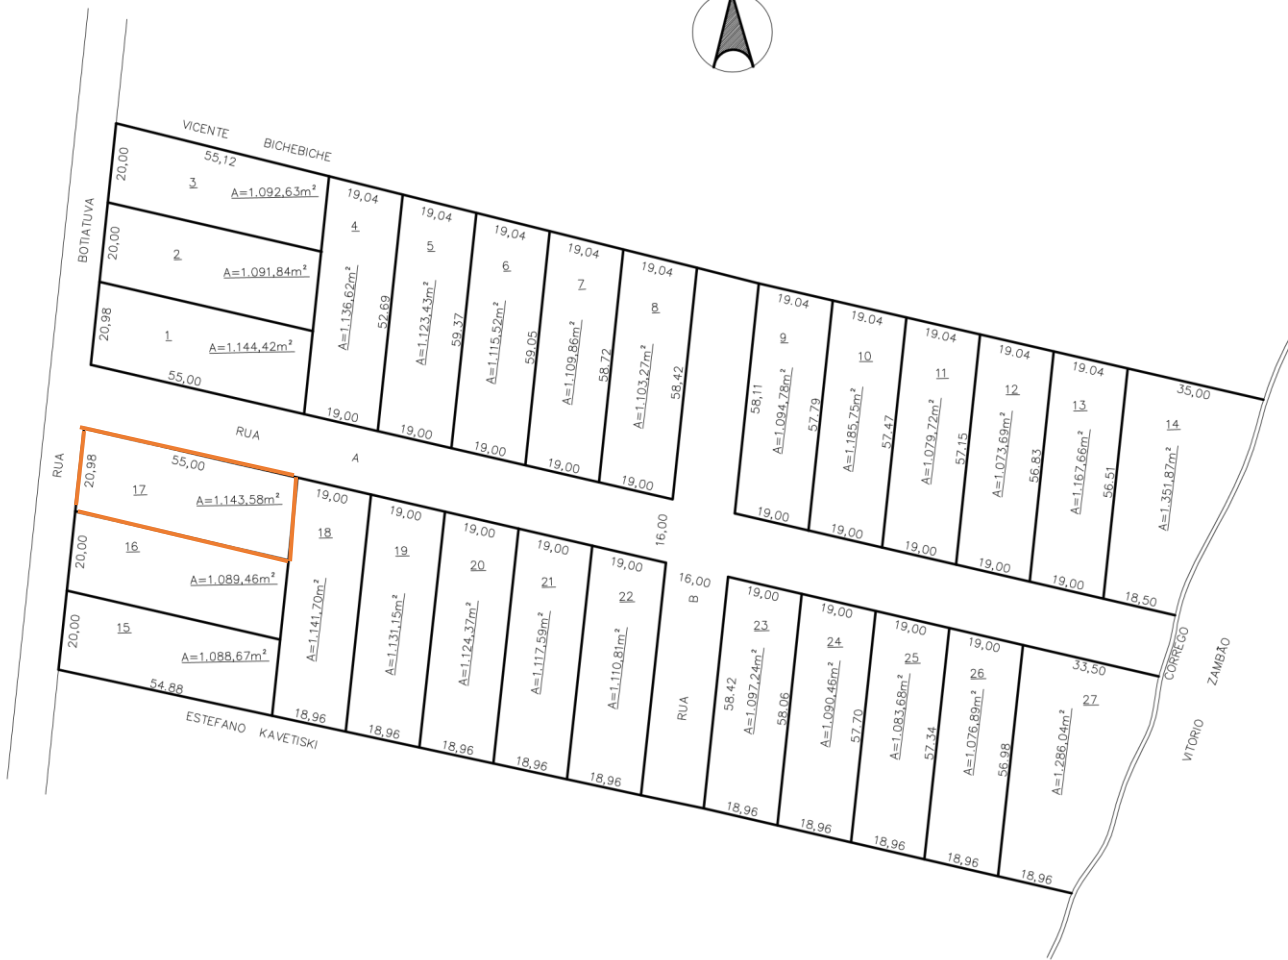 VICENTE BICHEBICHE
55,12
20,00
3
A=1.092,63m²
BOTIATUVA
20,00
2
A=1.091,84m²
20,98
1
A=1.144,42m²
55,00
19,04
4
A=1.136,62m²
52.69
19,00
19,04
5
A=1.123,43m²
59,37
19,00
19,04
6
A=1.115,52m²
59,05
19,00
19,04
7
A=1.109,86m²
58,72
19,00
19,04
8
A=1.103,27m²
58,42
19,00
19.04
9
58,11
A=1.094,78m²
57.79
19,00
19.04
10
A=1.185,75m²
57.47
19,00
19.04
11
A=1.079,72m²
57,15
19,00
19.04
12
A=1.073,69m²
56,83
19,00
19.04
13
A=1.167,66m²
56,51
19,00
35,00
14
A=1.351,87m²
18,50
RUA A
RUA
55,00
20,98
17
A=1.143,58m²
20,00
16
A=1.089,46m²
20,00
15
A=1.088,67m²
54,88
ESTEFANO KAVETISKI
19,00
18
A=1.141,70m²
18,96
19,00
19
A=1.131,15m²
18,96
19,00
20
A=1.124,37m²
18,96
19,00
21
A=1.117,59m²
18,96
19,00
22
A=1.110,81m²
18,96
16,00
16,00
B
RUA
19,00
23
58.42
A=1.097,24m²
58.06
18,96
19,00
24
A=1.090,46m²
57.70
18,96
19,00
25
A=1.083,68m²
57,34
18,96
19,00
26
A=1.076,89m²
56,98
18,96
33,50
27
A=1.286,04m²
18,96
CORREGO
ZAMBÃO
VITORIO